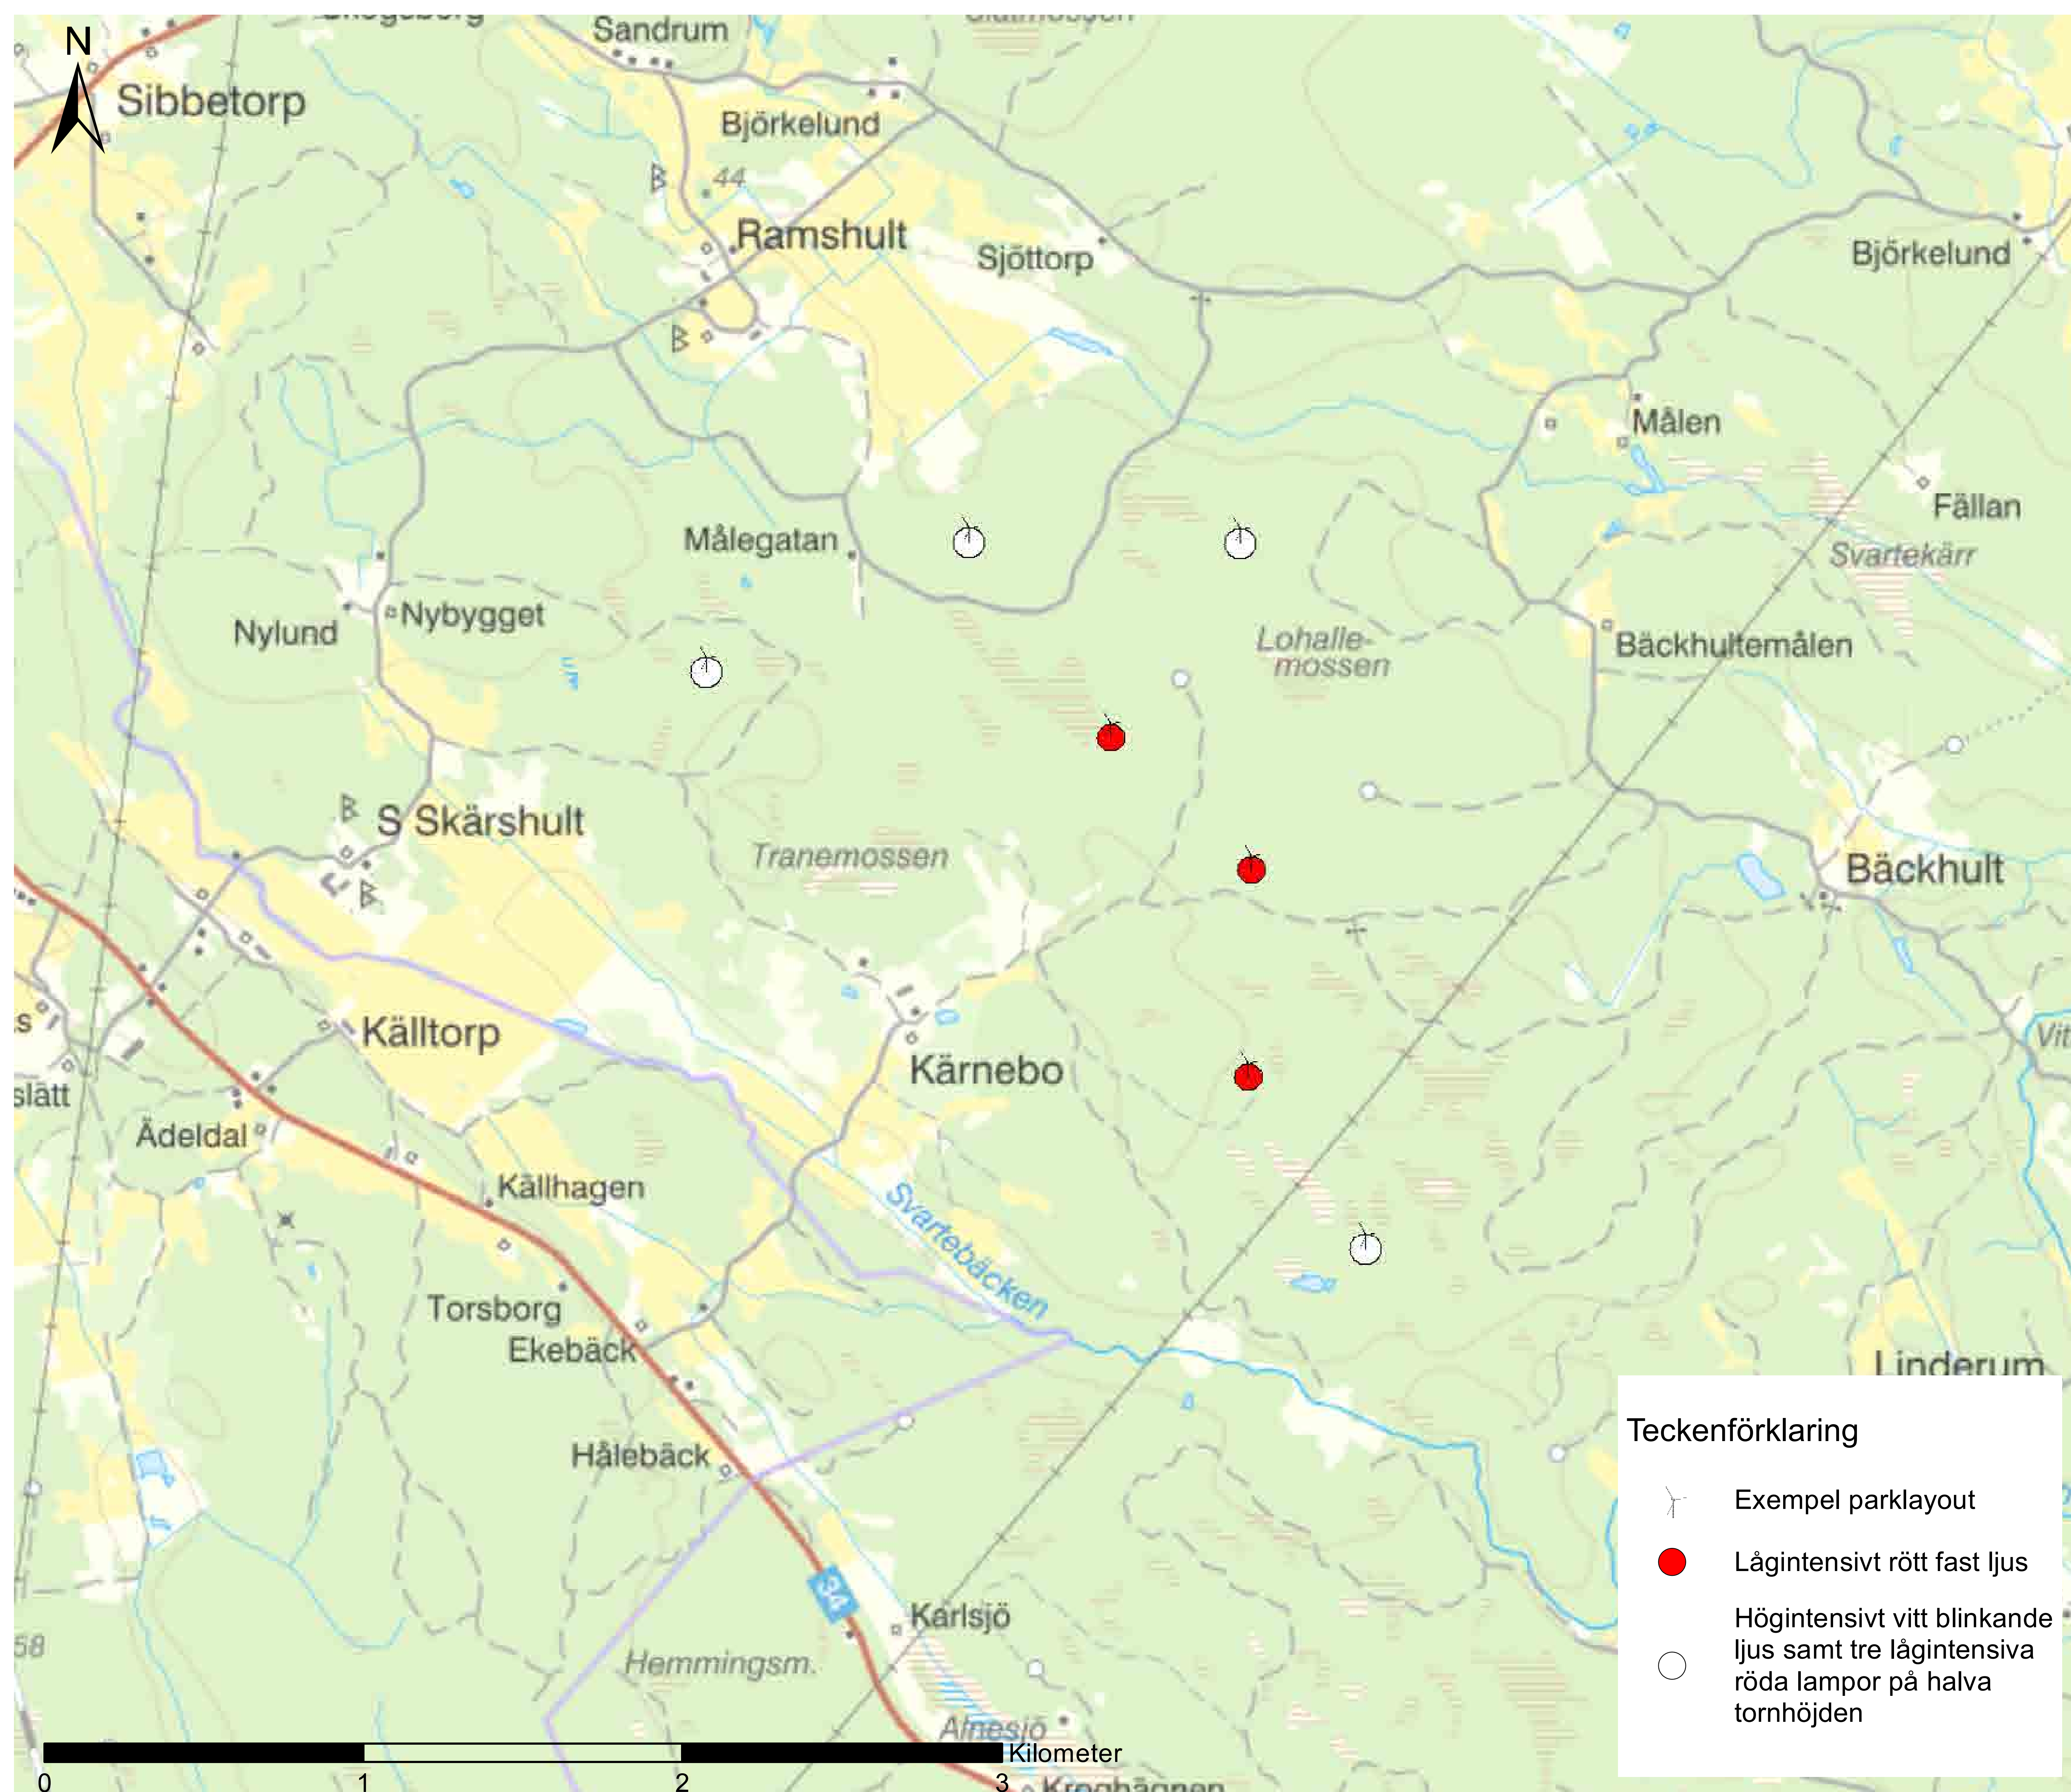 Sandrum
N
Sibbetorp
Björkelund
44
Ramshult
Sjöttorp
Björkelund
Målen
Fällan
Målegatan
Svartekärr
Nybygget
Nylund
Lohalle-
mossen
Bäckhultemålen
S Skärshult
Tranemossen
Bäckhult
Källtorp
Kärnebo
slätt
Ädeldal
Källhagen
Svartebäcken
Torsborg
Ekebäck
Linderum
Hålebäck
34
Karlsjö
58
Hemmingsm.
Alnesjö
Teckenförklaring
Exempel parklayout
Lågintensivt rött fast ljus
Högintensivt vitt blinkande
ljus samt tre lågintensiva
röda lampor på halva
tornhöjden
Kilometer
0 1 2 3